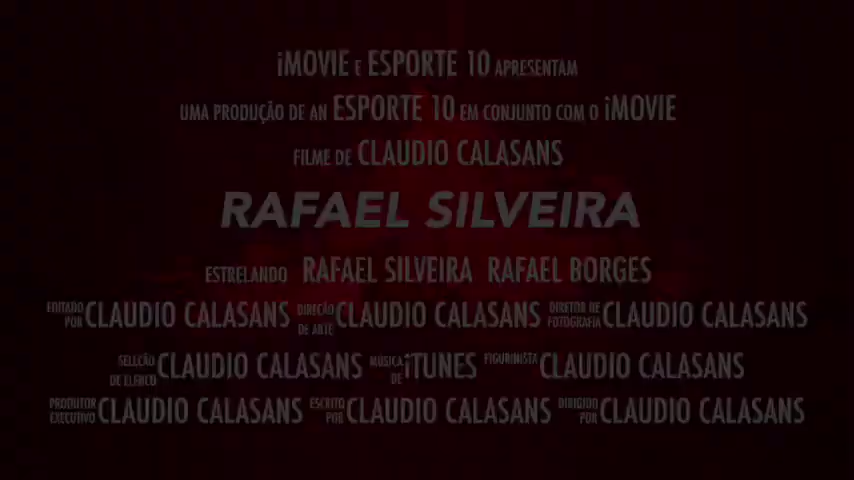 iMOVIE E ESPORTE 10 APRESENTAM
UMA PRODUÇÃO DE AN ESPORTE 10 EM CONJUNTO COM O iMOVIE
FILME DE CLAUDIO CALASANS
RAFAEL SILVEIRA
ESTRELANDO RAFAEL SILVEIRA RAFAEL BORGES
EDITADO POR CLAUDIO CALASANS DIREÇÃO DE ARTE CLAUDIO CALASANS DIRETOR DE FOTOGRAFIA CLAUDIO CALASANS
SELEÇÃO DE ELENCO CLAUDIO CALASANS MÚSICA DE iTUNES FIGURINISTA CLAUDIO CALASANS
PRODUTOR EXECUTIVO CLAUDIO CALASANS ESCRITO POR CLAUDIO CALASANS DIRIGIDO POR CLAUDIO CALASANS